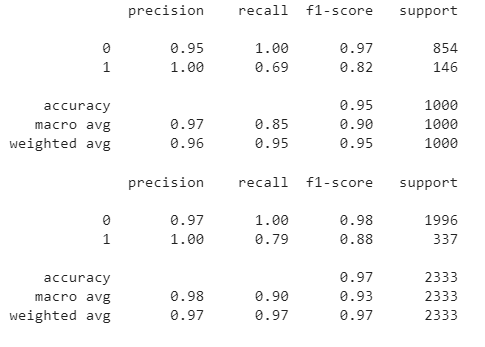 precision recall f1-score support
0 0.95 1.00 0.97 854
1 1.00 0.69 0.82 146
accuracy 0.95 1000
macro avg 0.97 0.85 0.90 1000
weighted avg 0.96 0.95 0.95 1000
precision recall f1-score support
0 0.97 1.00 0.98 1996
1 1.00 0.79 0.88 337
accuracy 0.97 2333
macro avg 0.98 0.90 0.93 2333
weighted avg 0.97 0.97 0.97 2333